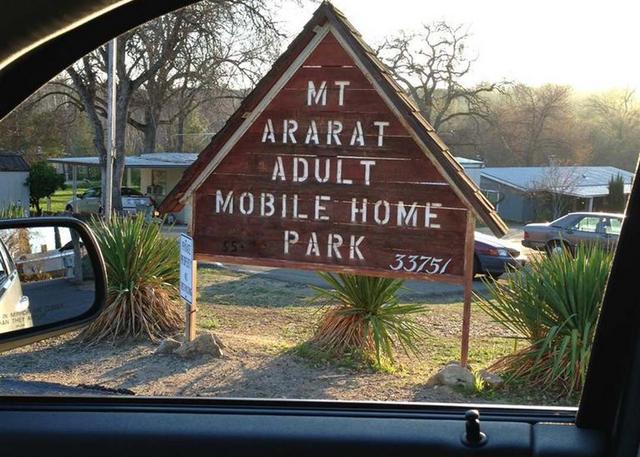 MT
ARARAT
ADULT
MOBILE HOME
PARK
33751